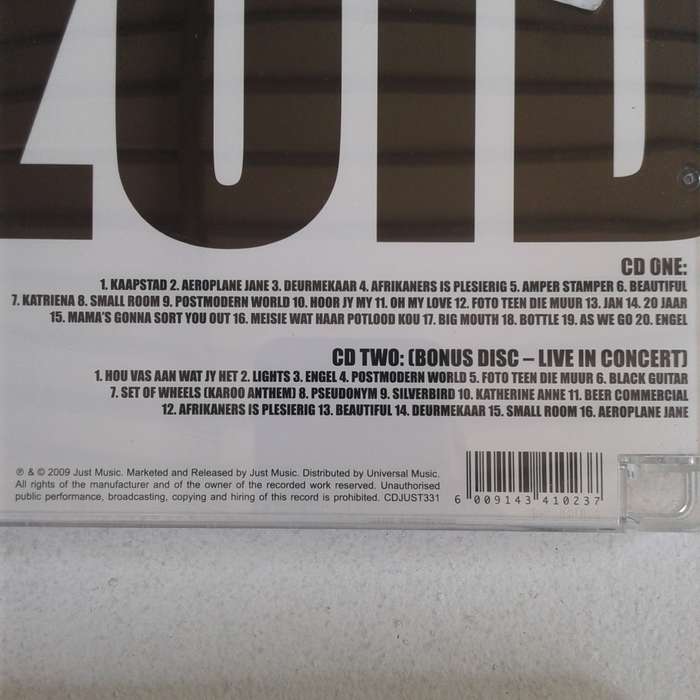 ZOID
CD ONE:
1. KAAPSTAD 2. AEROPLANE JANE 3. DEURMEKAAR 4. AFRIKANERS IS PLESIERIG 5. AMPER STAMPER 6. BEAUTIFUL
7. KATRIENA 8. SMALL ROOM 9. POSTMODERN WORLD 10. HOOR JY MY 11. OH MY LOVE 12. FOTO TEEN DIE MUUR 13. JAN 14. 20 JAAR
15. MAMA'S GONNA SORT YOU OUT 16. MEISIE WAT HAAR POTLOOD KOU 17. BIG MOUTH 18. BOTTLE 19. AS WE GO 20. ENGEL
CD TWO: (BONUS DISC – LIVE IN CONCERT)
1. HOU VAS AAN WAT JY HET 2. LIGHTS 3. ENGEL 4. POSTMODERN WORLD 5. FOTO TEEN DIE MUUR 6. BLACK GUITAR
7. SET OF WHEELS (KAROO ANTHEM) 8. PSEUDONYM 9. SILVERBIRD 10. KATHERINE ANNE 11. BEER COMMERCIAL
12. AFRIKANERS IS PLESIERIG 13. BEAUTIFUL 14. DEURMEKAAR 15. SMALL ROOM 16. AEROPLANE JANE
℗ & © 2009 Just Music. Marketed and Released by Just Music. Distributed by Universal Music.
All rights of the manufacturer and of the owner of the recorded work reserved. Unauthorised
public performance, broadcasting, copying and hiring of this record is prohibited. CDJUST331
6 009143 410237